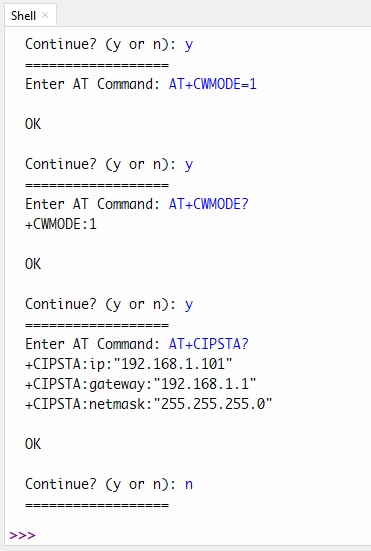 Shell ×
Continue? (y or n): y
==================
Enter AT Command: AT+CWMODE=1
OK
Continue? (y or n): y
==================
Enter AT Command: AT+CWMODE?
+CWMODE:1
OK
Continue? (y or n): y
==================
Enter AT Command: AT+CIPSTA?
+CIPSTA:ip:"192.168.1.101"
+CIPSTA:gateway:"192.168.1.1"
+CIPSTA:netmask:"255.255.255.0"
OK
Continue? (y or n): n
==================
>>>